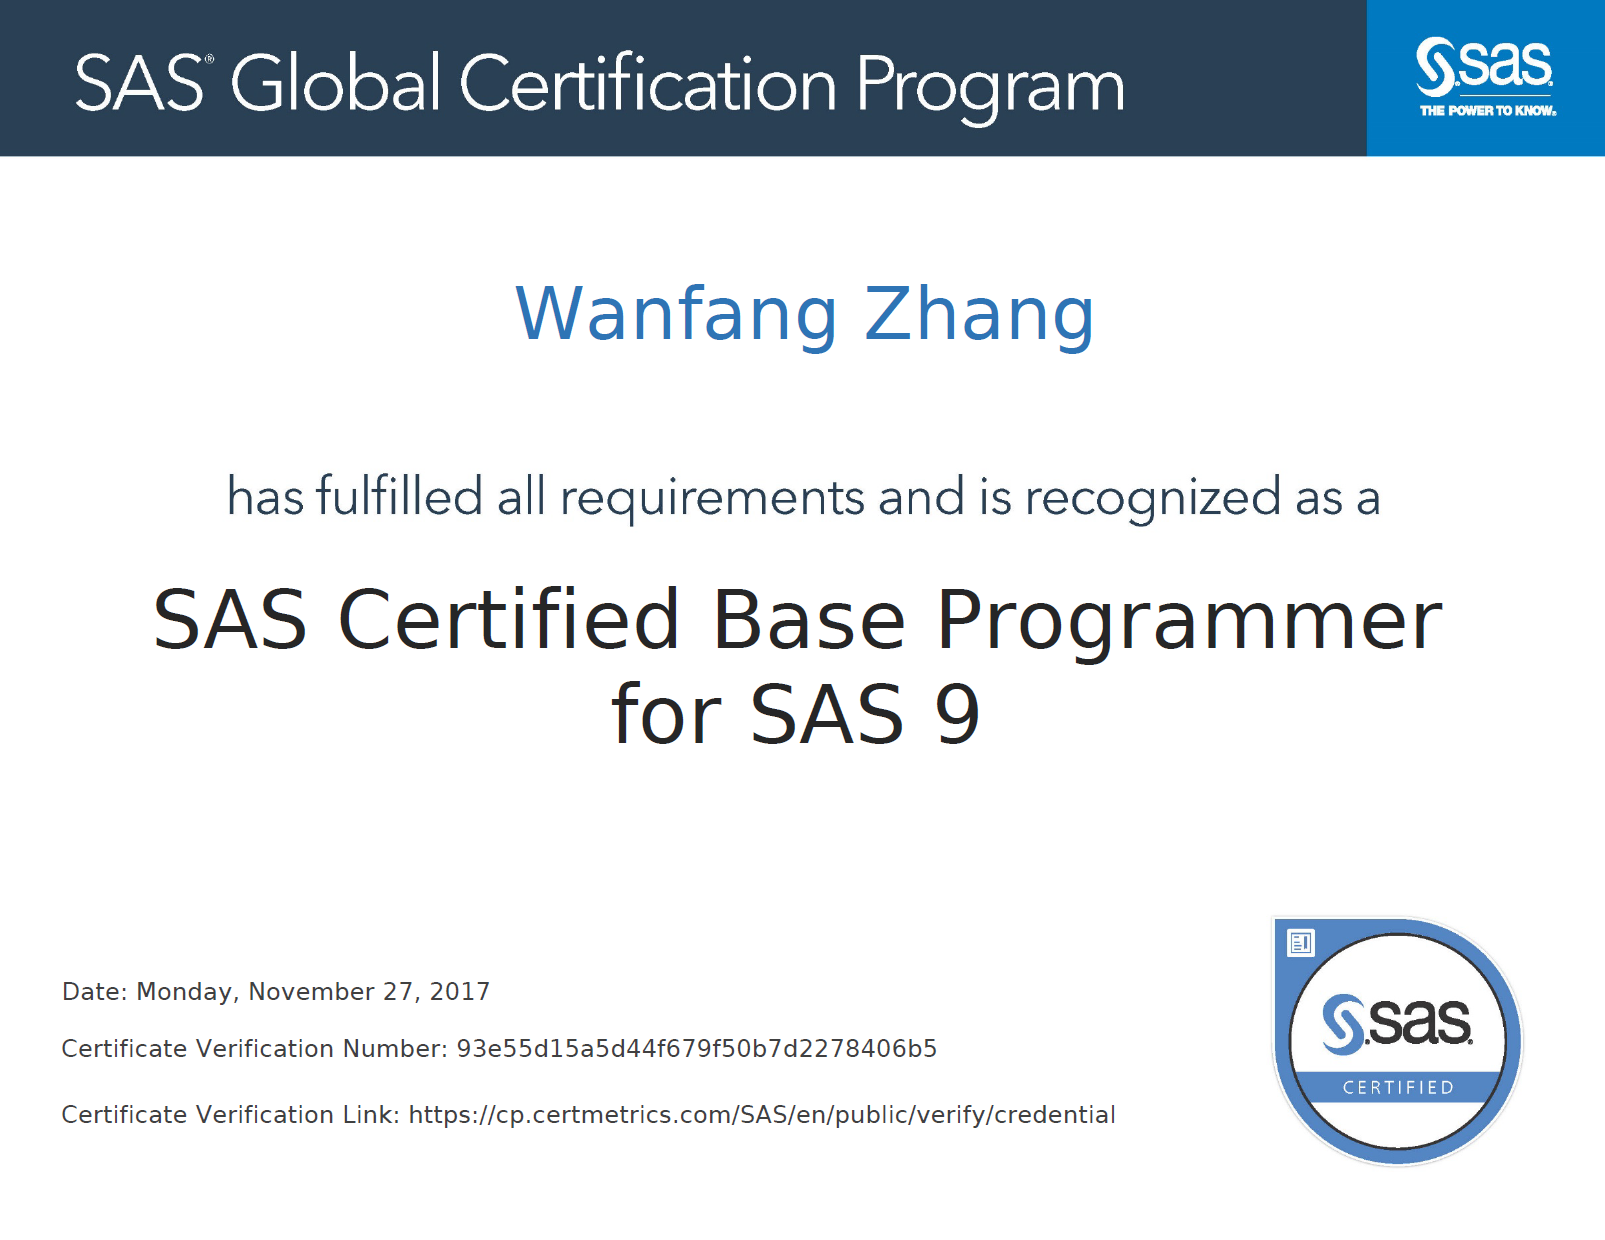 SAS® Global Certification Program
sas
THE POWER TO KNOW®
Wanfang Zhang
has fulfilled all requirements and is recognized as a
SAS Certified Base Programmer
for SAS 9
Date: Monday, November 27, 2017
Certificate Verification Number: 93e55d15a5d44f679f50b7d2278406b5
Certificate Verification Link: https://cp.certmetrics.com/SAS/en/public/verify/credential
sas®
CERTIFIED